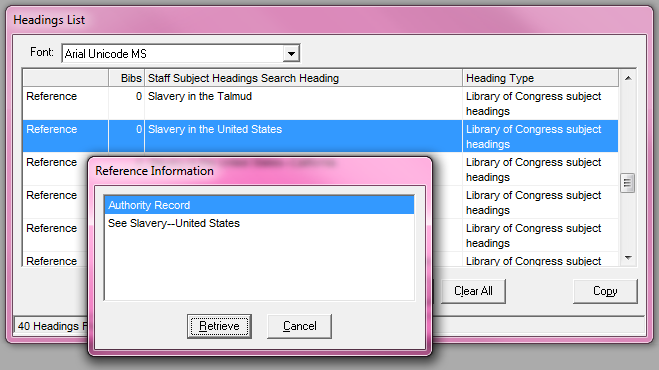 Headings List
Font: Arial Unicode MS
Bibs Staff Subject Headings Search Heading Heading Type
Reference 0 Slavery in the Talmud Library of Congress subject
headings
Reference 0 Slavery in the United States Library of Congress subject
headings
Reference Library of Congress subject
headings
Reference Library of Congress subject
headings
Reference Library of Congress subject
headings
Reference Library of Congress subject
Reference Information
Authority Record
See Slavery--United States
Retrieve Cancel
Clear All Copy
40 Headings F